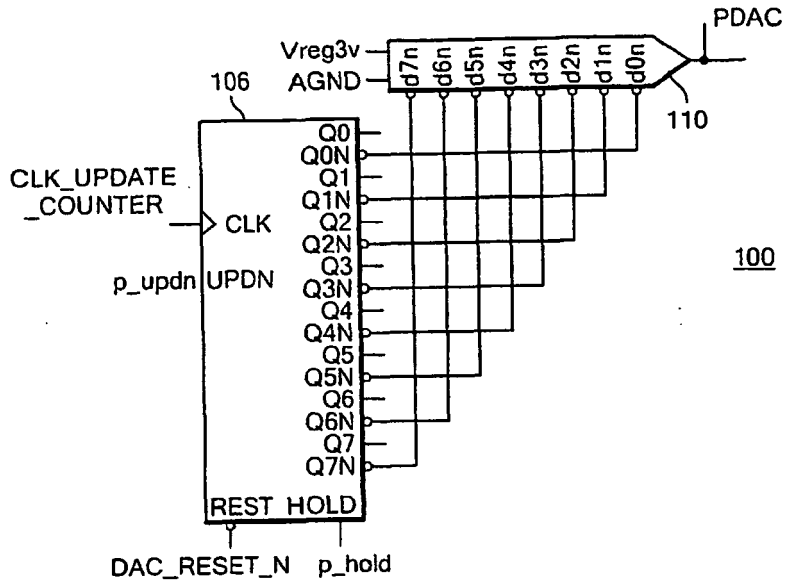 PDAC
Vreg3v
AGND
d7n d6n d5n d4n d3n d2n d1n d0n
110
106
Q0
Q0N
Q1
Q1N
Q2
Q2N
Q3
Q3N
Q4
Q4N
Q5
Q5N
Q6
Q6N
Q7
Q7N
CLK_UPDATE
_COUNTER
CLK
p_updn UPDN
100
REST HOLD
DAC_RESET_N p_hold